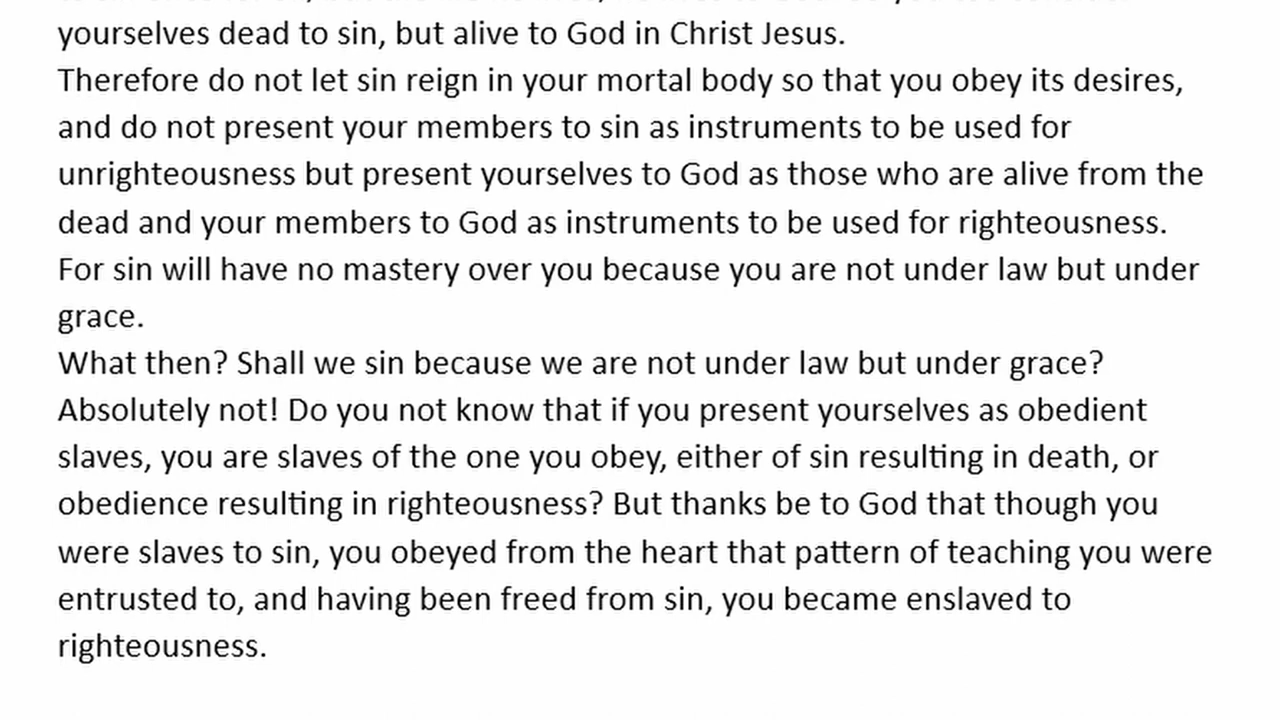 yourselves dead to sin, but alive to God in Christ Jesus.
Therefore do not let sin reign in your mortal body so that you obey its desires,
and do not present your members to sin as instruments to be used for
unrighteousness but present yourselves to God as those who are alive from the
dead and your members to God as instruments to be used for righteousness.
For sin will have no mastery over you because you are not under law but under
grace.
What then? Shall we sin because we are not under law but under grace?
Absolutely not! Do you not know that if you present yourselves as obedient
slaves, you are slaves of the one you obey, either of sin resulting in death, or
obedience resulting in righteousness? But thanks be to God that though you
were slaves to sin, you obeyed from the heart that pattern of teaching you were
entrusted to, and having been freed from sin, you became enslaved to
righteousness.